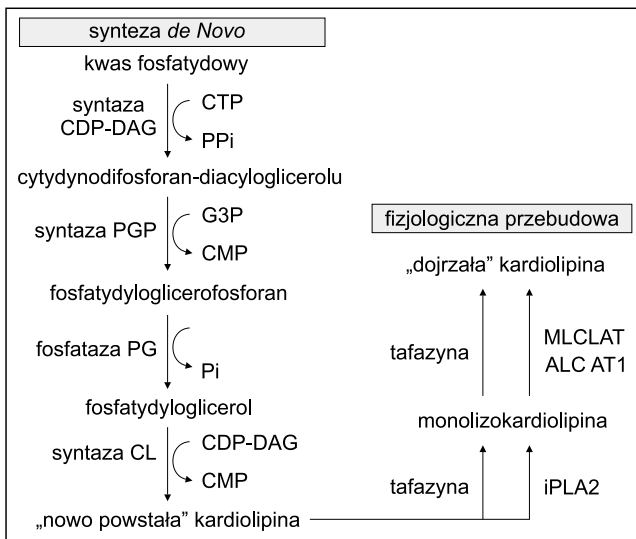 synteza de Novo
kwas fosfatydowy
syntaza
CDP-DAG
CTP
PPi
cytydynodifosforan-diacyloglicerolu
syntaza PGP
G3P
CMP
fosfatydyloglicerofosforan
fosfataza PG
Pi
fosfatydyloglicerol
syntaza CL
CDP-DAG
CMP
„nowo powstała” kardiolipina
fizjologiczna przebudowa
„dojrzała” kardiolipina
tafazyna
MLCLAT
ALC AT1
monolizokardiolipina
tafazyna
iPLA2